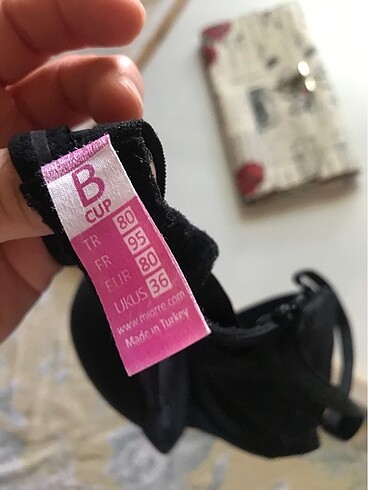 B
CUP
TR 80
FR 95
EUR 80
UKUS 36
www.miorre.com
Made in Turkey